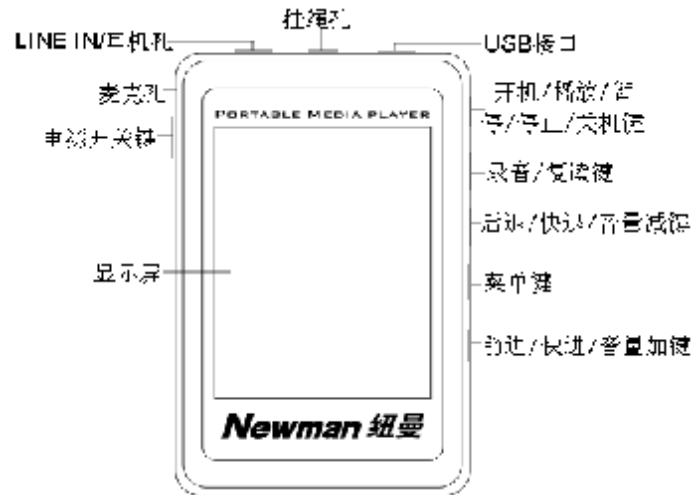 挂绳孔
LINE IN/耳机孔
USB接口
麦克孔
开机/播放/暂
停/停止/关机键
PORTABLE MEDIA PLAYER
电源开关键
录音/复读键
后退/快退/音量减键
显示屏
菜单键
前进/快进/音量加键
Newman 纽曼